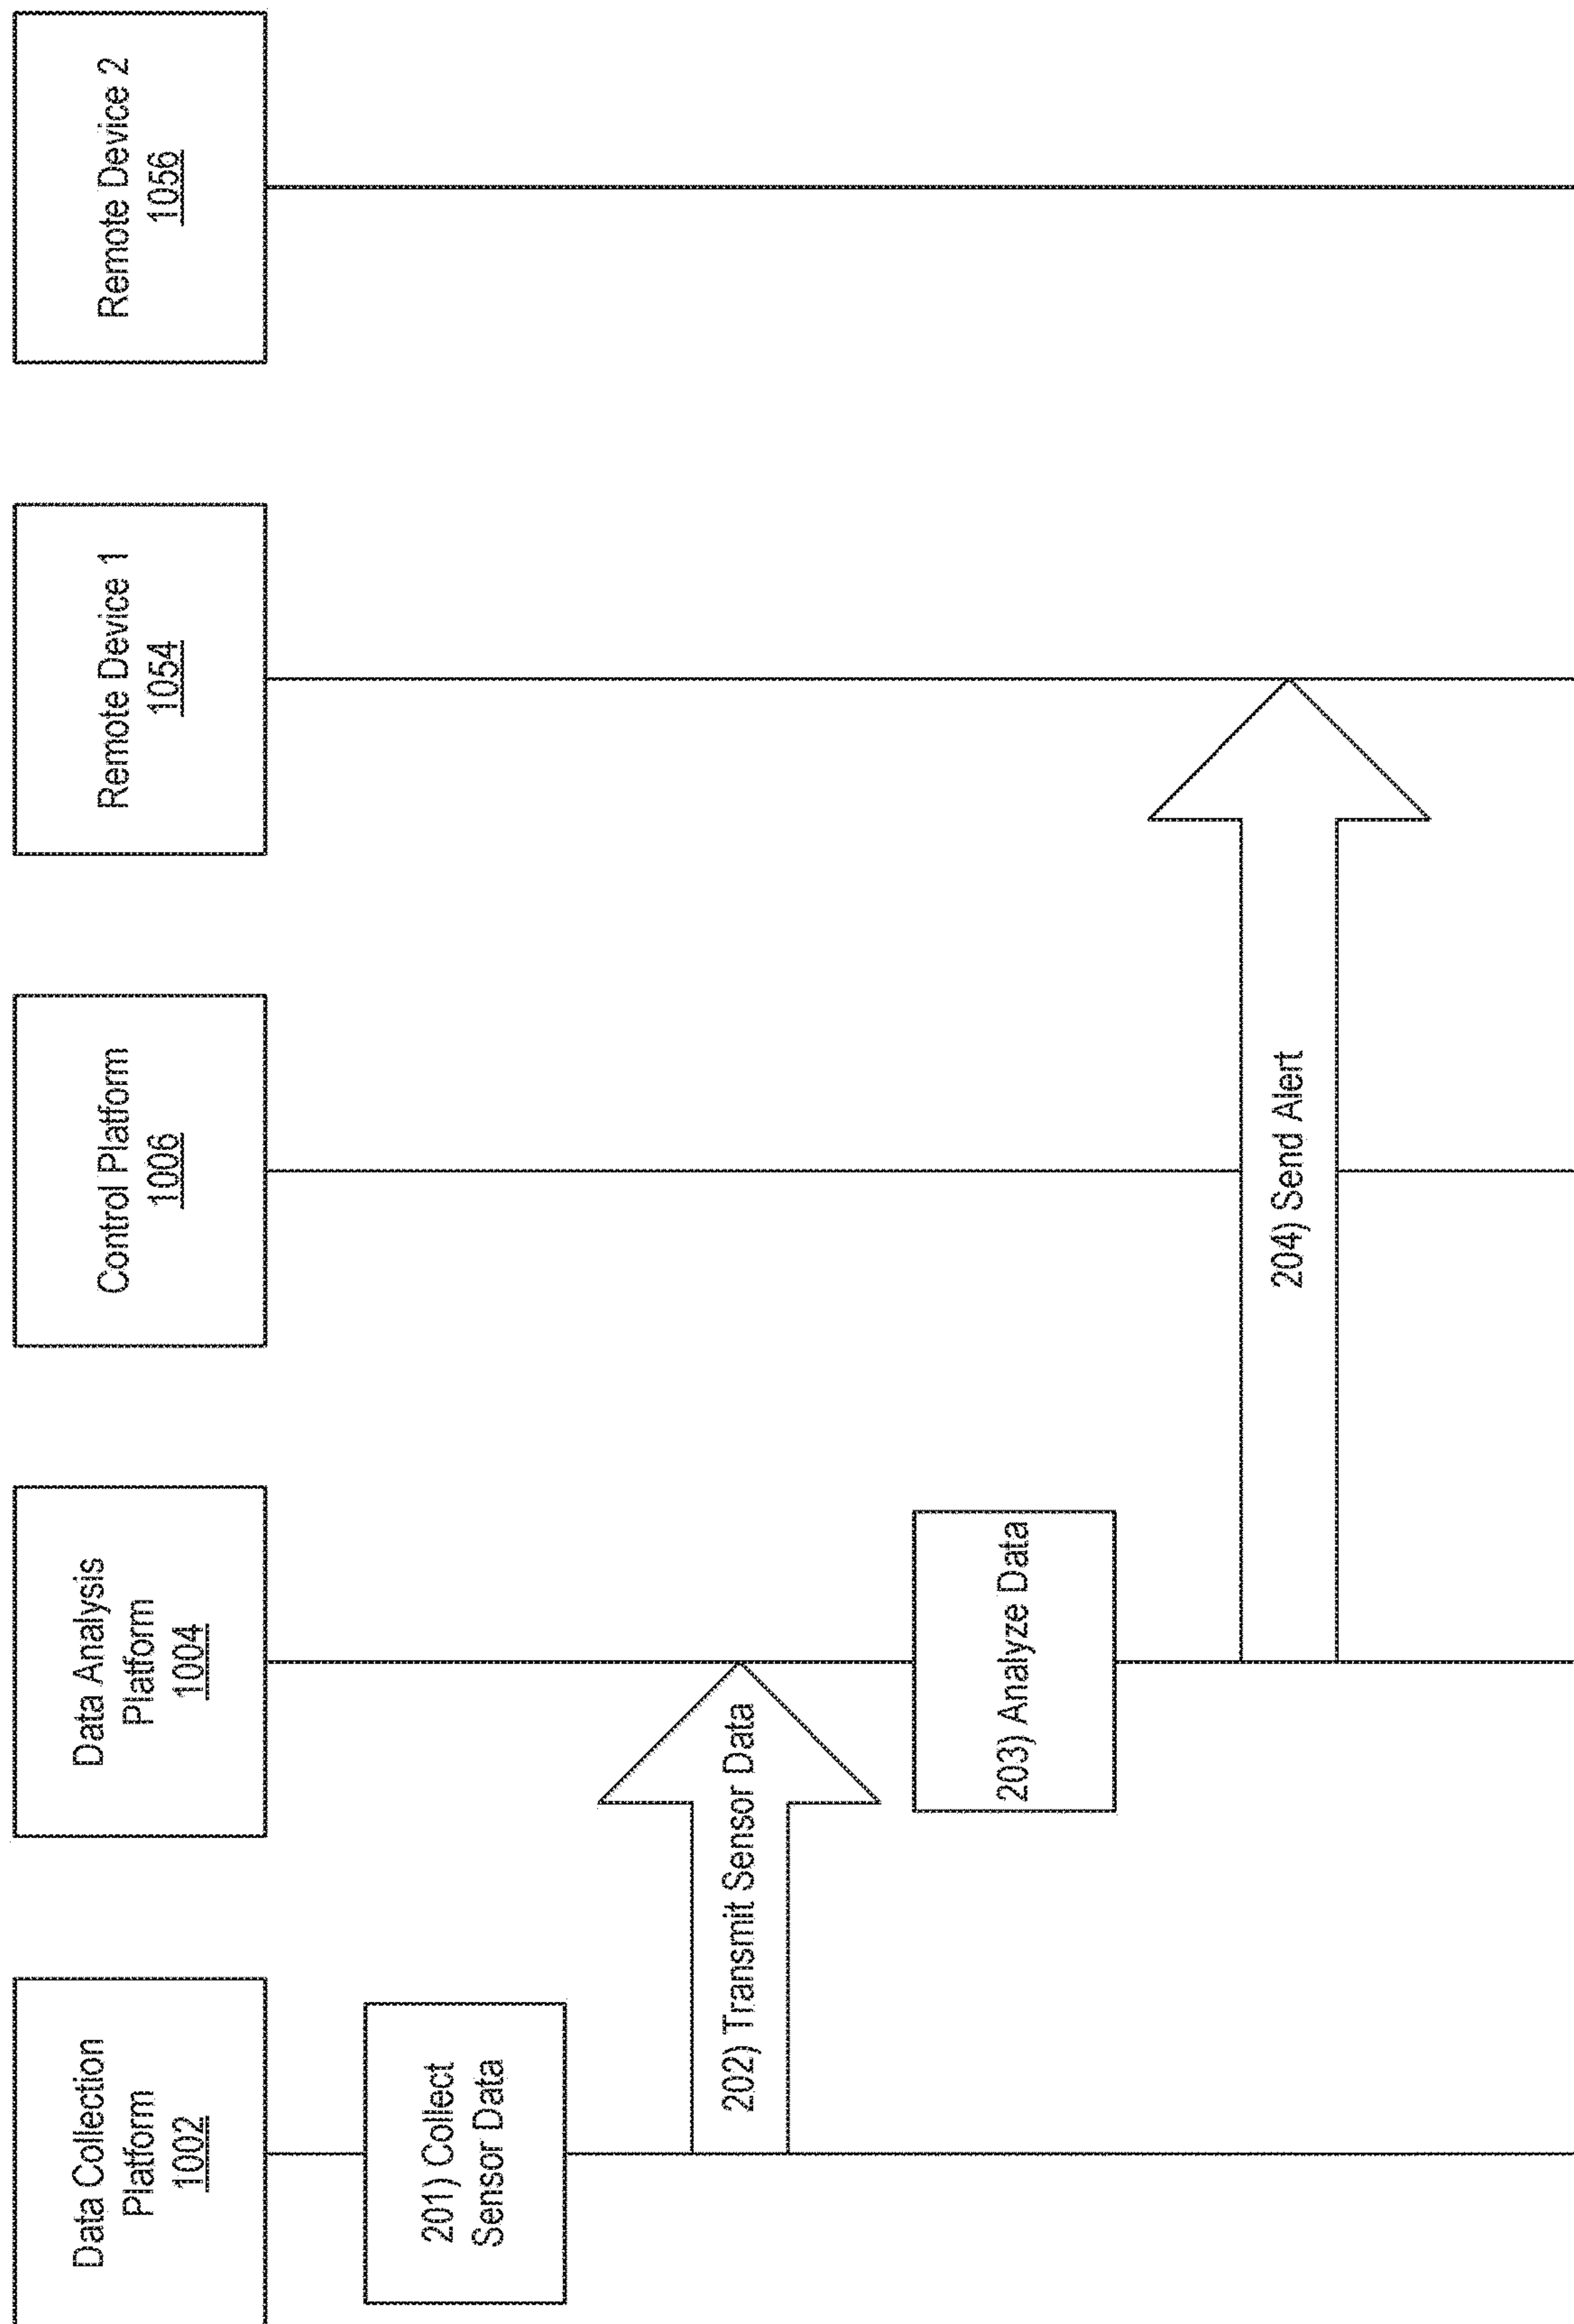 Data Collection
Platform
1002
Data Analysis
Platform
1004
Control Platform
1006
Remote Device 1
1054
Remote Device 2
1056
201) Collect
Sensor Data
202) Transmit Sensor Data
203) Analyze Data
204) Send Alert